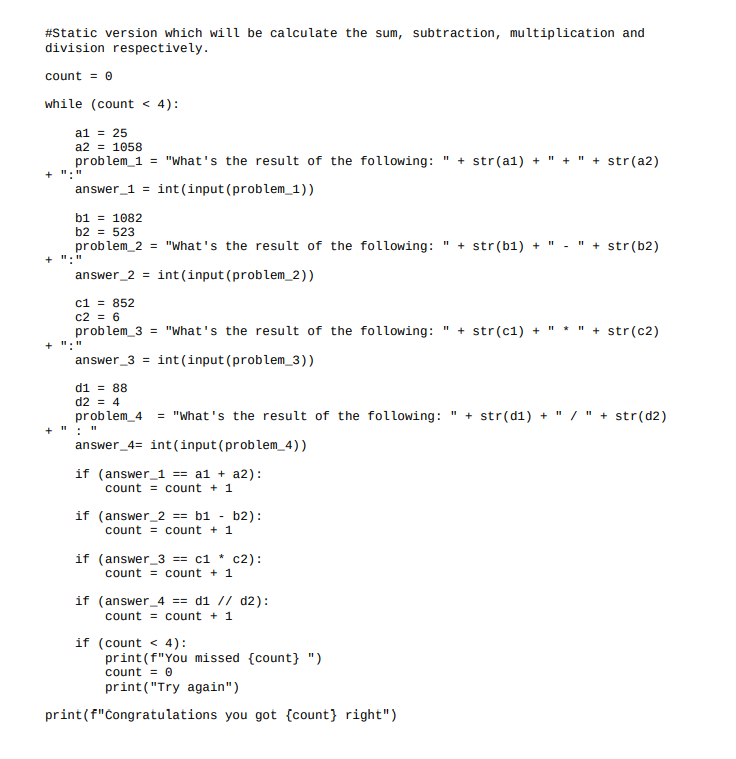 #Static version which will be calculate the sum, subtraction, multiplication and
division respectively.
count = 0
while (count < 4):
a1 = 25
a2 = 1058
problem_1 = "What's the result of the following: " + str(a1) + " + " + str(a2)
+ ":"
answer_1 = int(input(problem_1))
b1 = 1082
b2 = 523
problem_2 = "What's the result of the following: " + str(b1) + " - " + str(b2)
+ ":"
answer_2 = int(input(problem_2))
c1 = 852
c2 = 6
problem_3 = "What's the result of the following: " + str(c1) + " * " + str(c2)
+ ":"
answer_3 = int(input(problem_3))
d1 = 88
d2 = 4
problem_4  = "What's the result of the following: " + str(d1) + " / " + str(d2)
+ " : "
answer_4= int(input(problem_4))
if (answer_1 == a1 + a2):
count = count + 1
if (answer_2 == b1 - b2):
count = count + 1
if (answer_3 == c1 * c2):
count = count + 1
if (answer_4 == d1 // d2):
count = count + 1
if (count < 4):
print(f"You missed {count} ")
count = 0
print("Try again")
print(f"Congratulations you got {count} right")